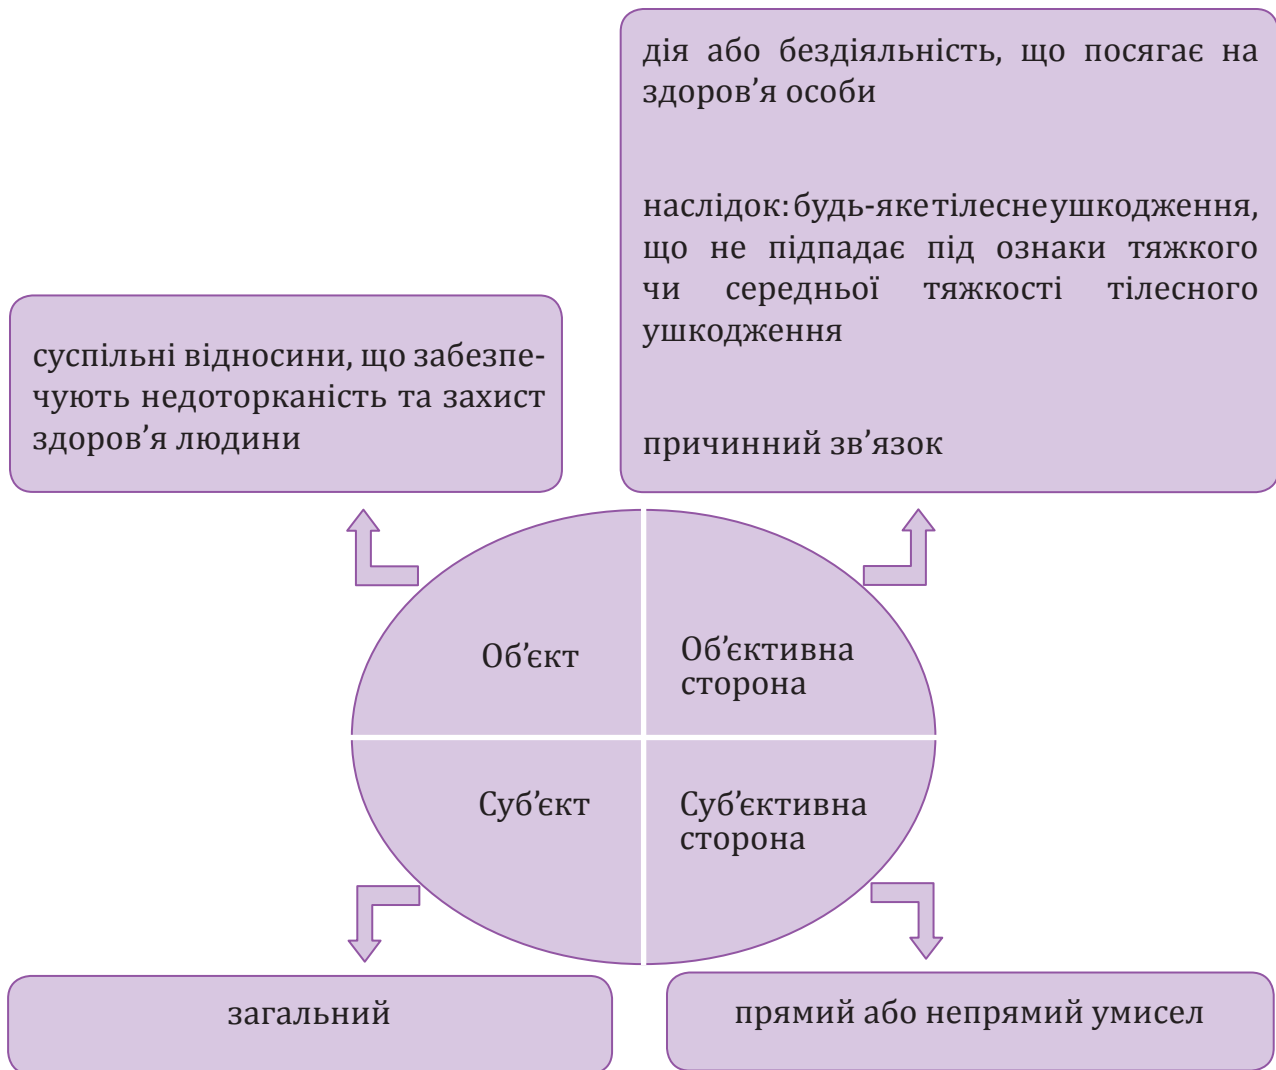 дія або бездіяльність, що посягає на
здоров’я особи
наслідок: будь-яке тілесне ушкодження,
що не підпадає під ознаки тяжкого
чи середньої тяжкості тілесного
ушкодження
причинний зв’язок
суспільні відносини, що забезпе-
чують недоторканість та захист
здоров’я людини
Об’єкт
Об’єктивна
сторона
Суб’єкт
Суб’єктивна
сторона
загальний
прямий або непрямий умисел